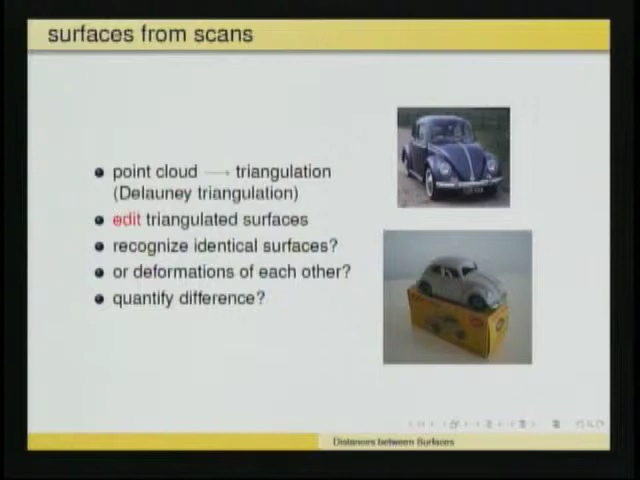 surfaces from scans
point cloud → triangulation
(Delauney triangulation)
edit triangulated surfaces
recognize identical surfaces?
or deformations of each other?
quantify difference?
Distances between Surfaces